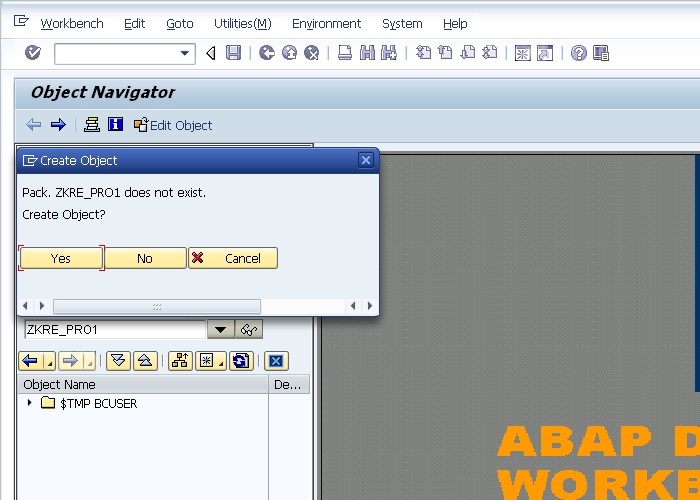 Workbench Edit Goto Utilities(M) Environment System Help
Object Navigator
Edit Object
Create Object
Pack. ZKRE_PRO1 does not exist.
Create Object?
Yes No Cancel
ZKRE_PRO1
Object Name De...
$TMP BCUSER
ABAP D
WORKB